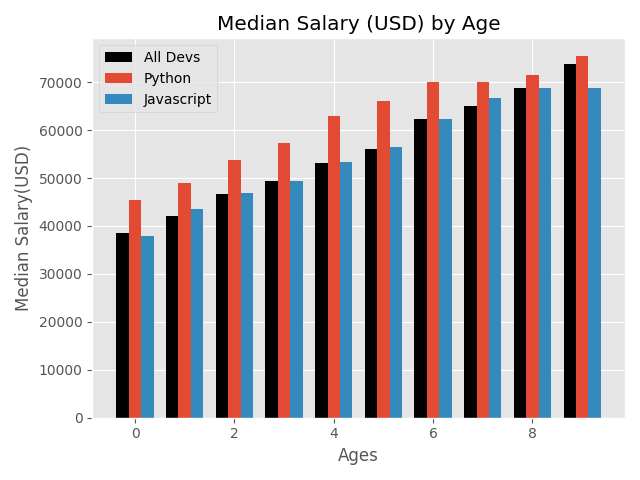 Median Salary (USD) by Age
All Devs
Python
Javascript
70000
60000
50000
40000
30000
20000
10000
0
Median Salary(USD)
0 2 4 6 8
Ages